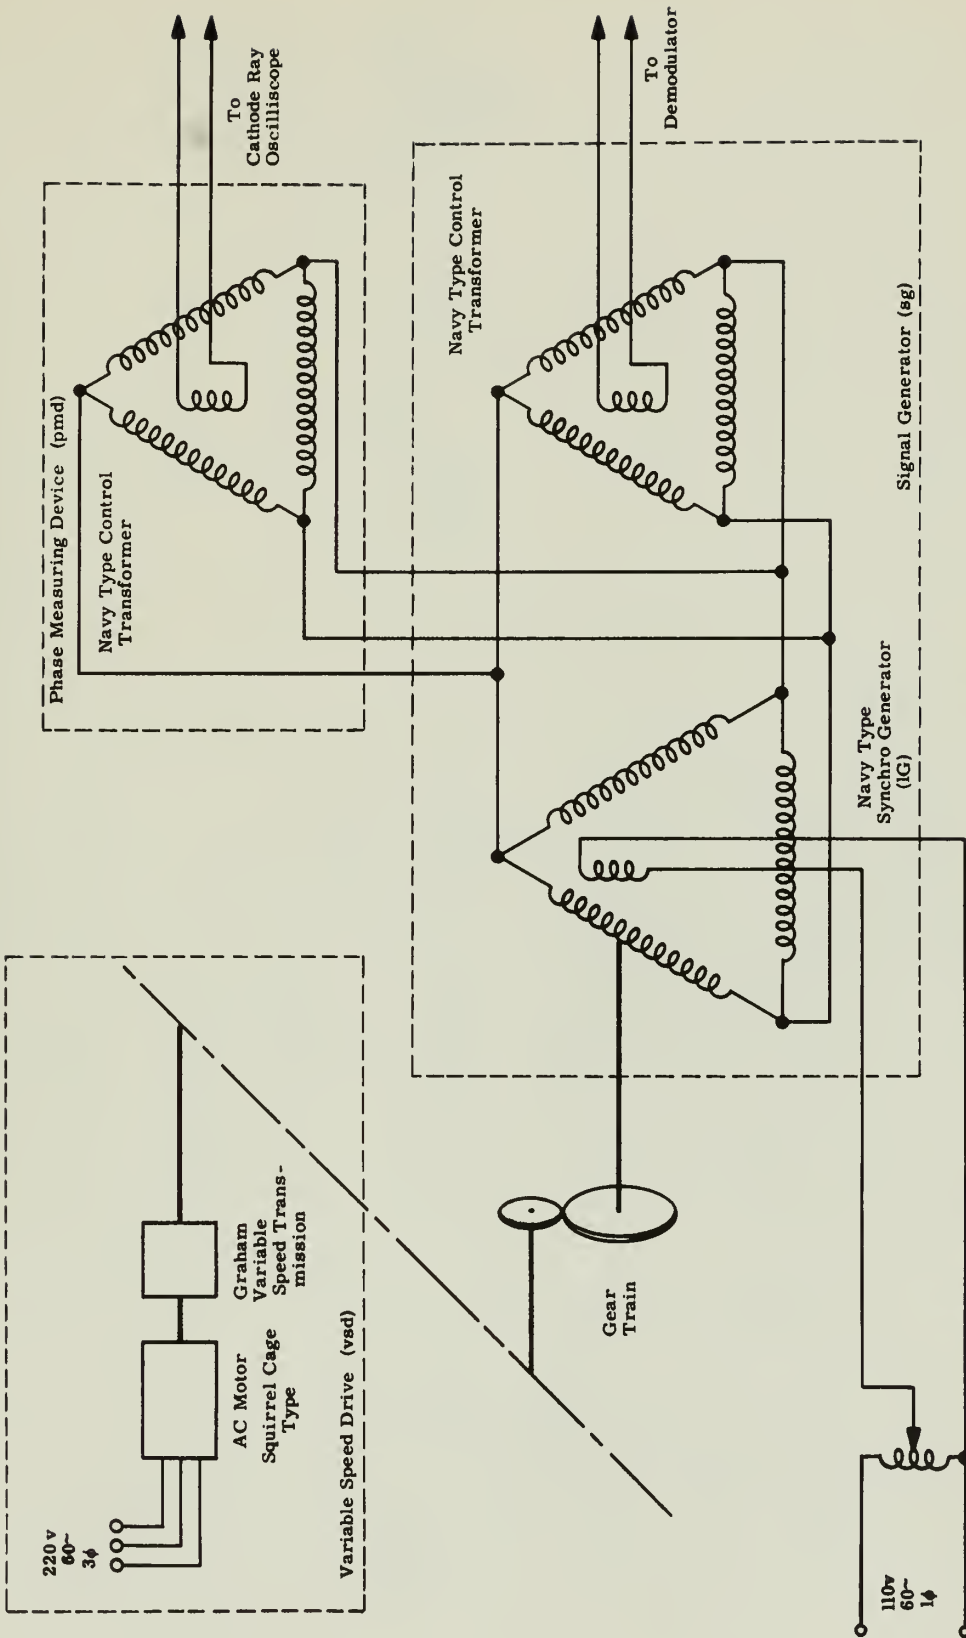 220v
60~
3ϕ
AC Motor
Squirrel Cage
Type
Graham
Variable
Speed Trans-
mission
Variable Speed Drive (vsd)
Phase Measuring Device (pmd)
Navy Type Control
Transformer
To
Cathode Ray
Oscilliscope
Gear
Train
Navy Type Control
Transformer
To
Demodulator
Signal Generator (sg)
Navy Type
Synchro Generator
(1G)
110v
60~
1ϕ